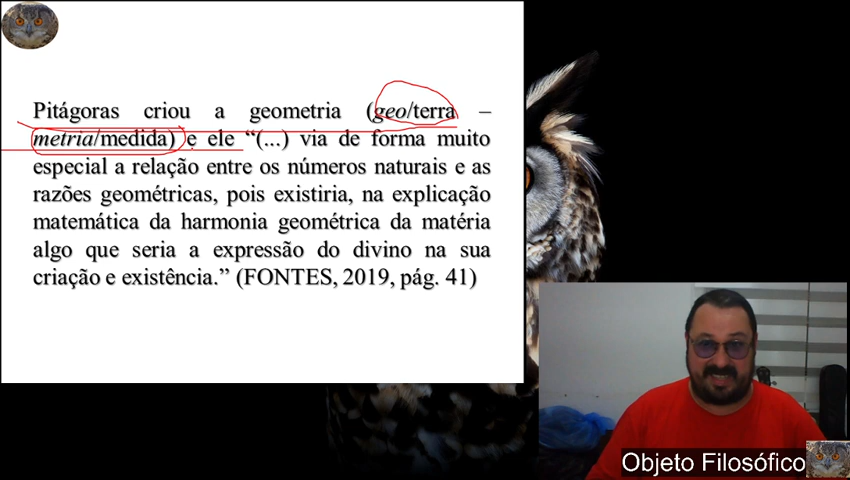 Pitágoras criou a geometria (geo/terra –
metria/medida) e ele “(...) via de forma muito
especial a relação entre os números naturais e as
razões geométricas, pois existiria, na explicação
matemática da harmonia geométrica da matéria
algo que seria a expressão do divino na sua
criação e existência.” (FONTES, 2019, pág. 41)
Objeto Filosófico